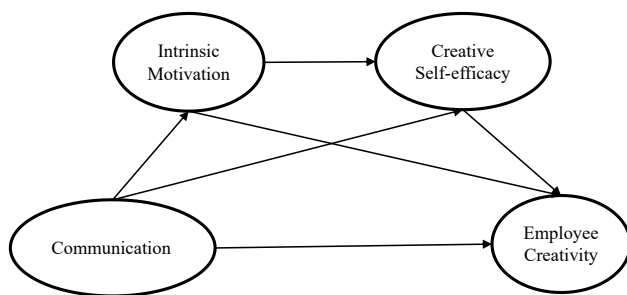 Intrinsic
Motivation
Creative
Self-efficacy
Communication
Employee
Creativity